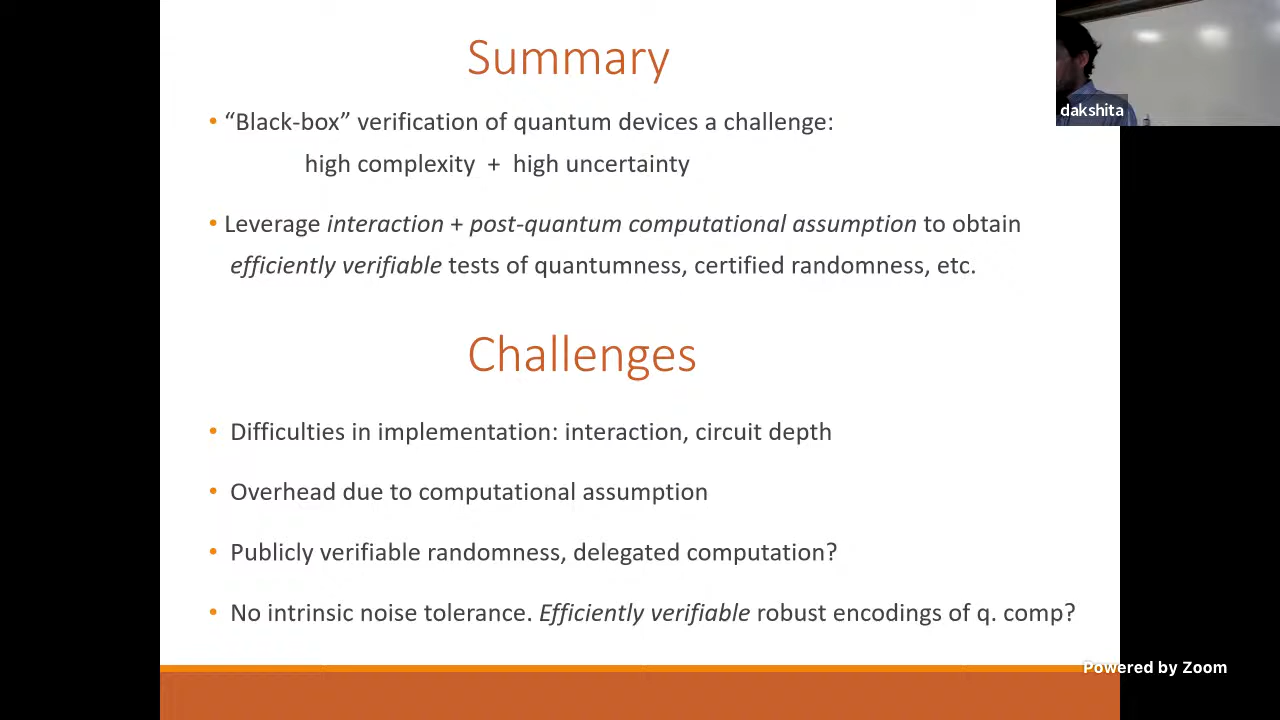 Summary
• “Black-box” verification of quantum devices a challenge:
high complexity + high uncertainty
• Leverage interaction + post-quantum computational assumption to obtain
efficiently verifiable tests of quantumness, certified randomness, etc.
Challenges
• Difficulties in implementation: interaction, circuit depth
• Overhead due to computational assumption
• Publicly verifiable randomness, delegated computation?
• No intrinsic noise tolerance. Efficiently verifiable robust encodings of q. comp?
dakshita
Powered by Zoom